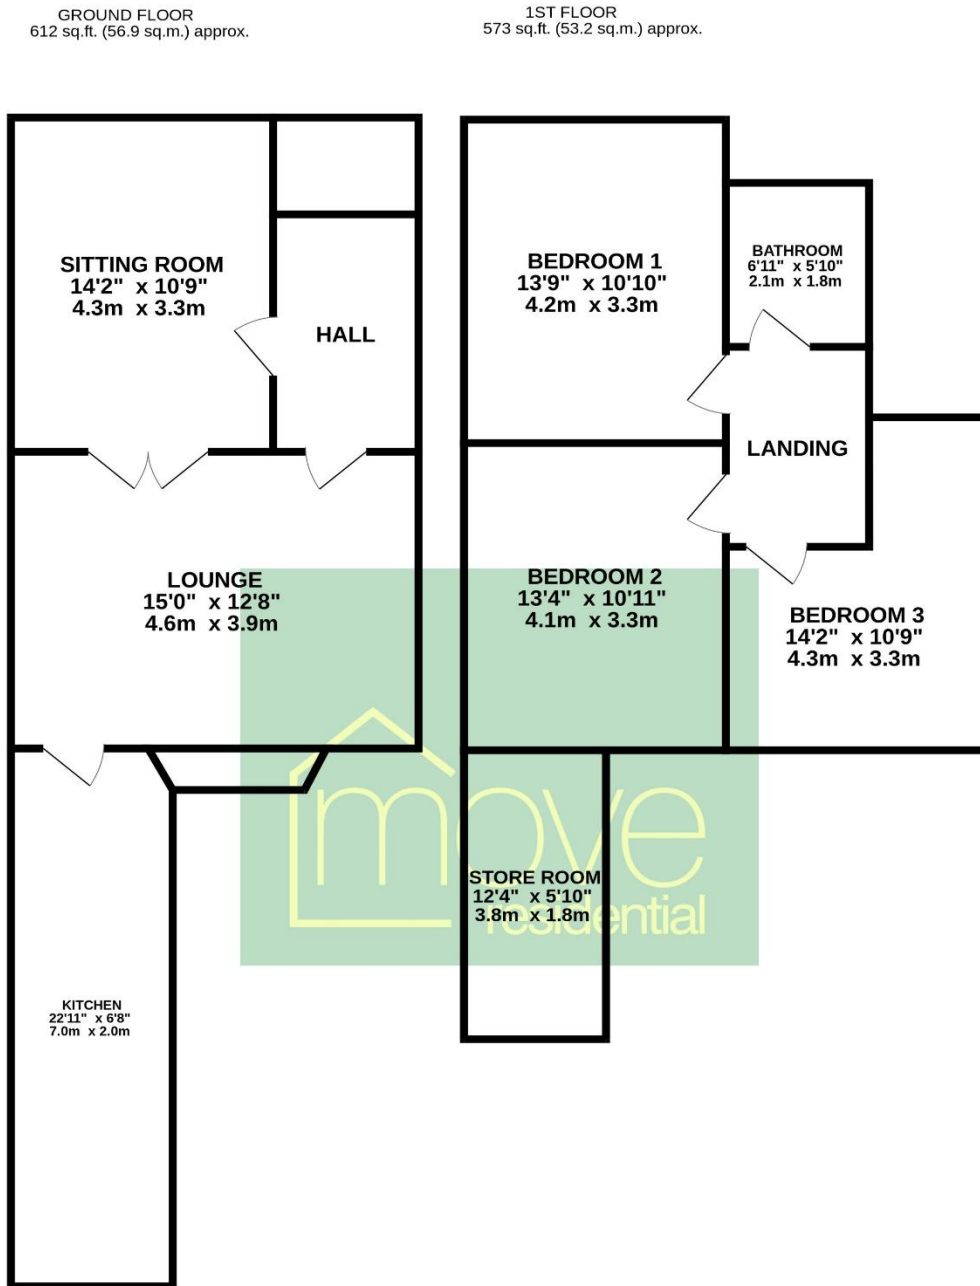 GROUND FLOOR
612 sq.ft. (56.9 sq.m.) approx.
1ST FLOOR
573 sq.ft. (53.2 sq.m.) approx.
SITTING ROOM
14'2" x 10'9"
4.3m x 3.3m
HALL
LOUNGE
15'0" x 12'8"
4.6m x 3.9m
KITCHEN
22'11" x 6'8"
7.0m x 2.0m
BEDROOM 1
13'9" x 10'10"
4.2m x 3.3m
BATHROOM
6'11" x 5'10"
2.1m x 1.8m
LANDING
BEDROOM 2
13'4" x 10'11"
4.1m x 3.3m
BEDROOM 3
14'2" x 10'9"
4.3m x 3.3m
STORE ROOM
12'4" x 5'10"
3.8m x 1.8m
move
residential